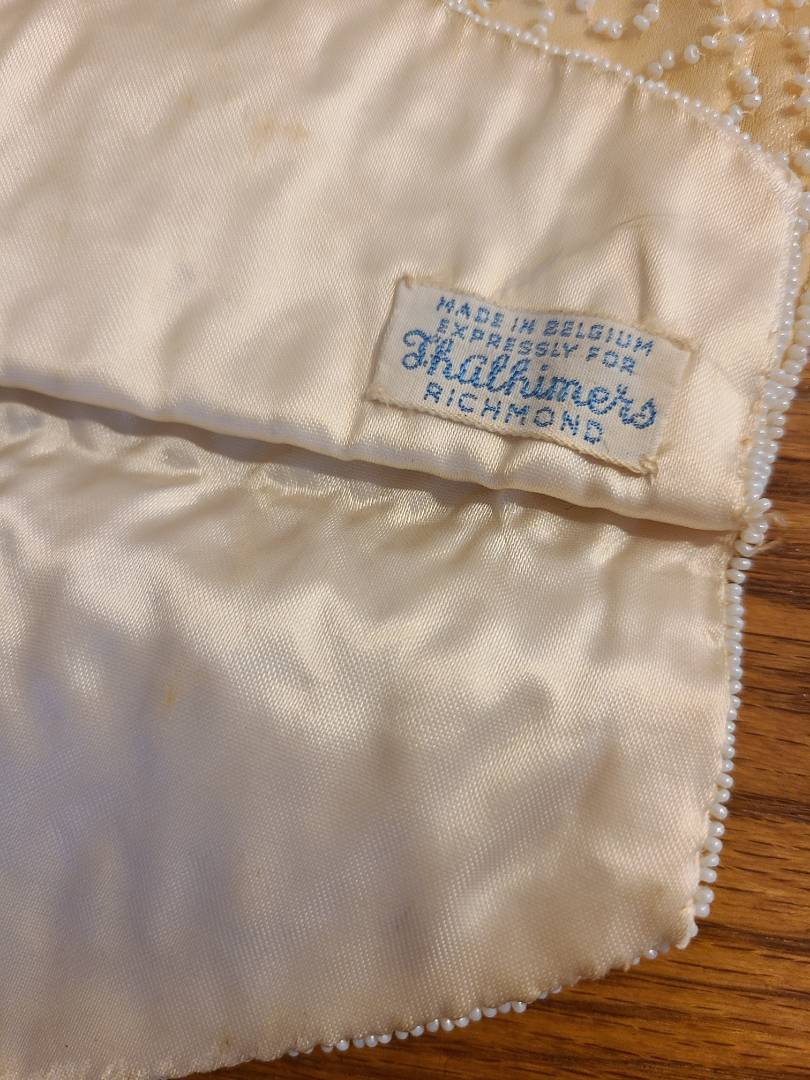 MADE IN BELGIUM
EXPRESSLY FOR
Thalhimers
RICHMOND